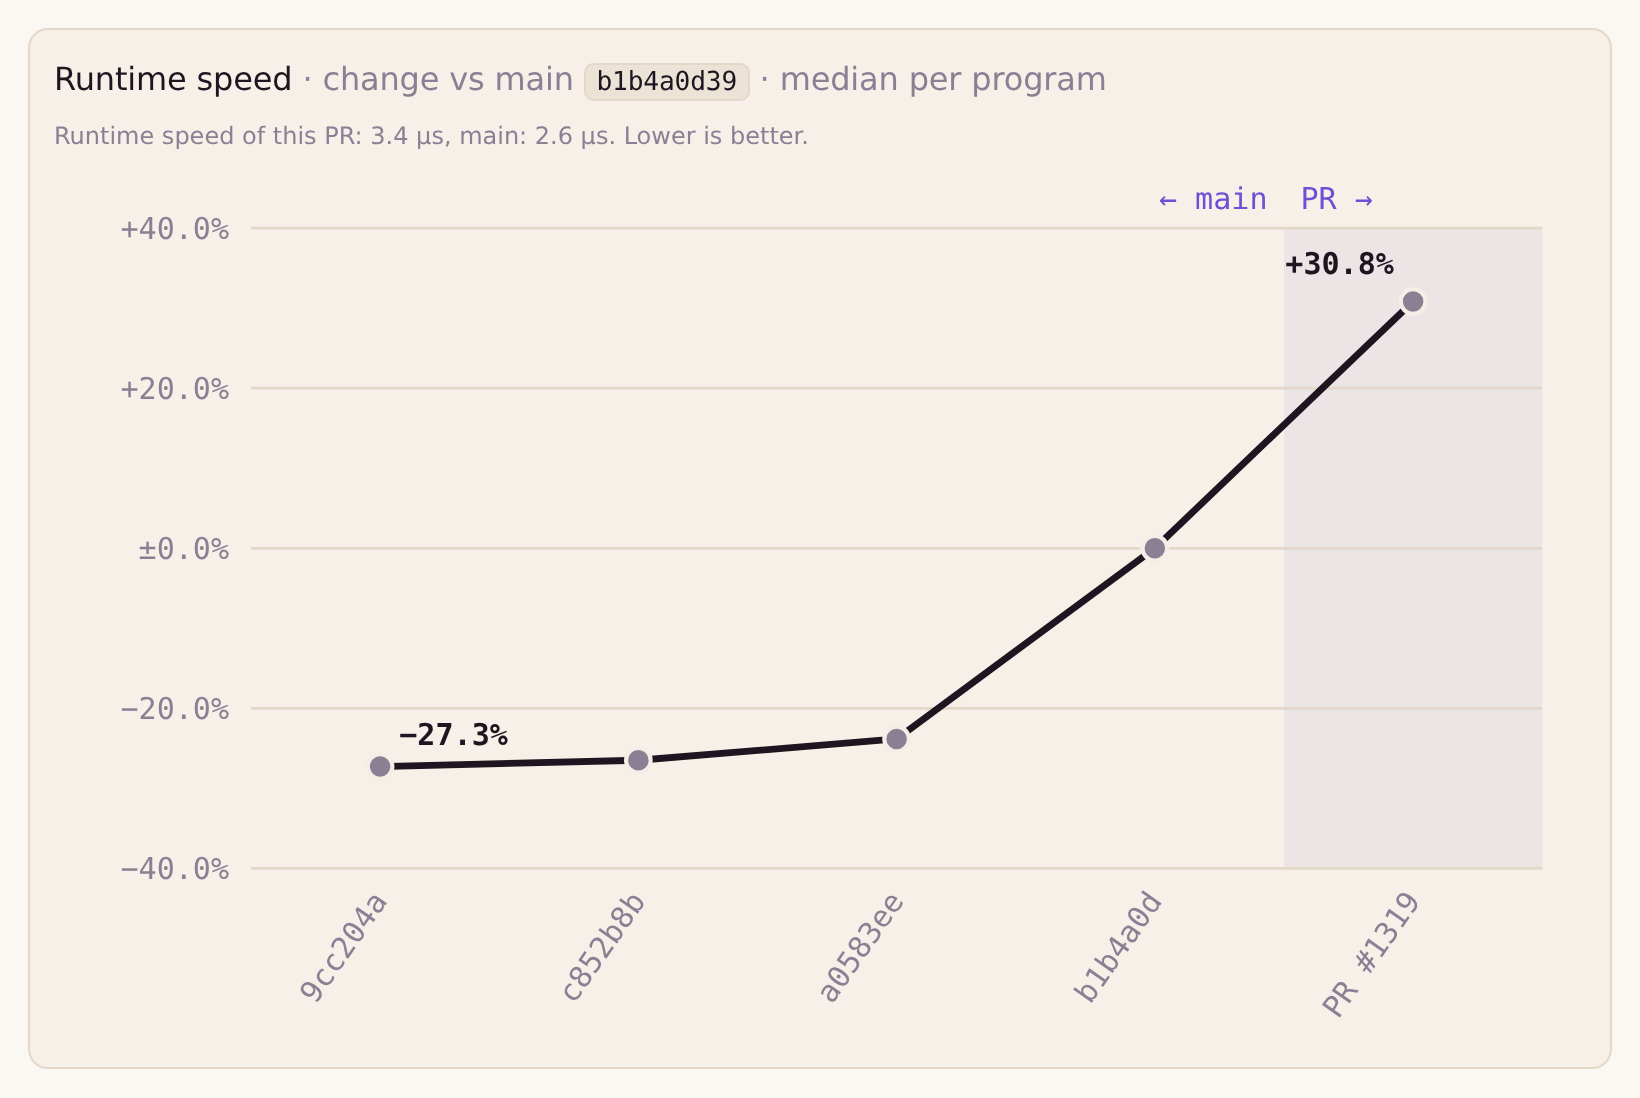 Runtime speed · change vs main b1b4a0d39 · median per program
Runtime speed of this PR: 3.4 µs, main: 2.6 µs. Lower is better.
← main PR →
+40.0%
+30.8%
+20.0%
±0.0%
−20.0%
−27.3%
−40.0%
9cc204a
c852b8b
a0583ee
b1b4a0d
PR #1319